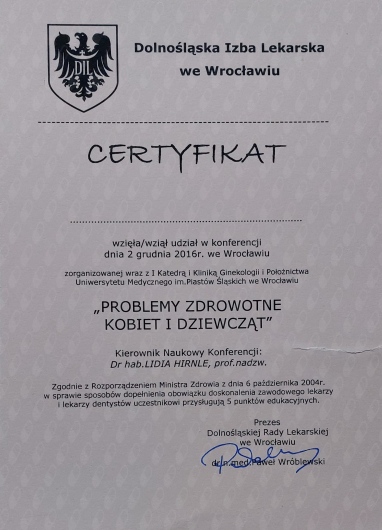 DIL
Dolnośląska Izba Lekarska
we Wrocławiu
CERTYFIKAT
wzięła/wziął udział w konferencji
dnia 2 grudnia 2016r. we Wrocławiu
zorganizowanej wraz z I Katedrą i Kliniką Ginekologii i Położnictwa
Uniwersytetu Medycznego im.Piastów Śląskich we Wrocławiu
„PROBLEMY ZDROWOTNE
KOBIET I DZIEWCZĄT”
Kierownik Naukowy Konferencji:
Dr hab.LIDIA HIRNLE, prof.nadzw.
Zgodnie z Rozporządzeniem Ministra Zdrowia z dnia 6 października 2004r.
w sprawie sposobów dopełnienia obowiązku doskonalenia zawodowego lekarzy
i lekarzy dentystów uczestnikowi przysługują 5 punktów edukacyjnych.
Prezes
Dolnośląskiej Rady Lekarskiej
we Wrocławiu
dr n.med.Paweł Wróblewski